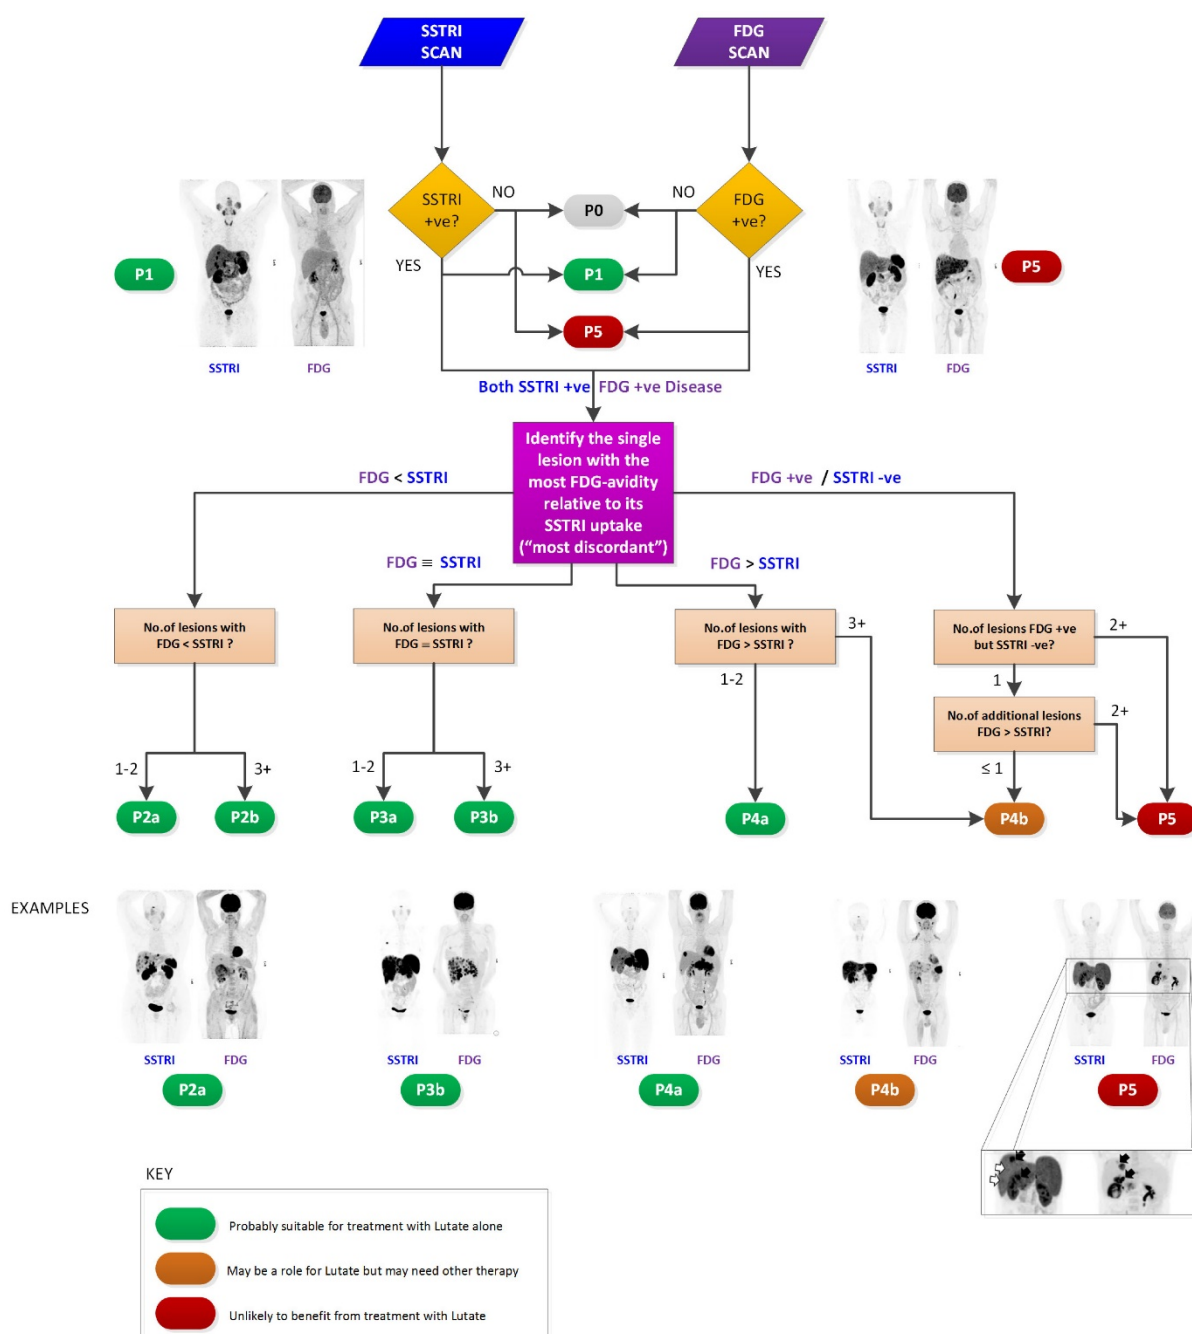 SSTRI
SCAN
FDG
SCAN
SSTRI
+ve?
NO
P0
NO
FDG
+ve?
YES
P1
YES
P1
P5
P5
SSTRI
FDG
SSTRI
FDG
Both SSTRI +ve
FDG +ve Disease
Identify the single
lesion with the
most FDG-avidity
relative to its
SSTRI uptake
(“most discordant”)
FDG < SSTRI
FDG +ve / SSTRI -ve
FDG ≡ SSTRI
FDG > SSTRI
No.of lesions with
FDG < SSTRI ?
No.of lesions with
FDG ≡ SSTRI ?
No.of lesions with
FDG > SSTRI ?
3+
No.of lesions FDG +ve
but SSTRI -ve?
2+
1-2
1
No.of additional lesions
FDG > SSTRI?
2+
1-2
3+
1-2
3+
≤ 1
P2a
P2b
P3a
P3b
P4a
P4b
P5
EXAMPLES
SSTRI
FDG
SSTRI
FDG
SSTRI
FDG
SSTRI
FDG
SSTRI
FDG
P2a
P3b
P4a
P4b
P5
KEY
Probably suitable for treatment with Lutate alone
May be a role for Lutate but may need other therapy
Unlikely to benefit from treatment with Lutate